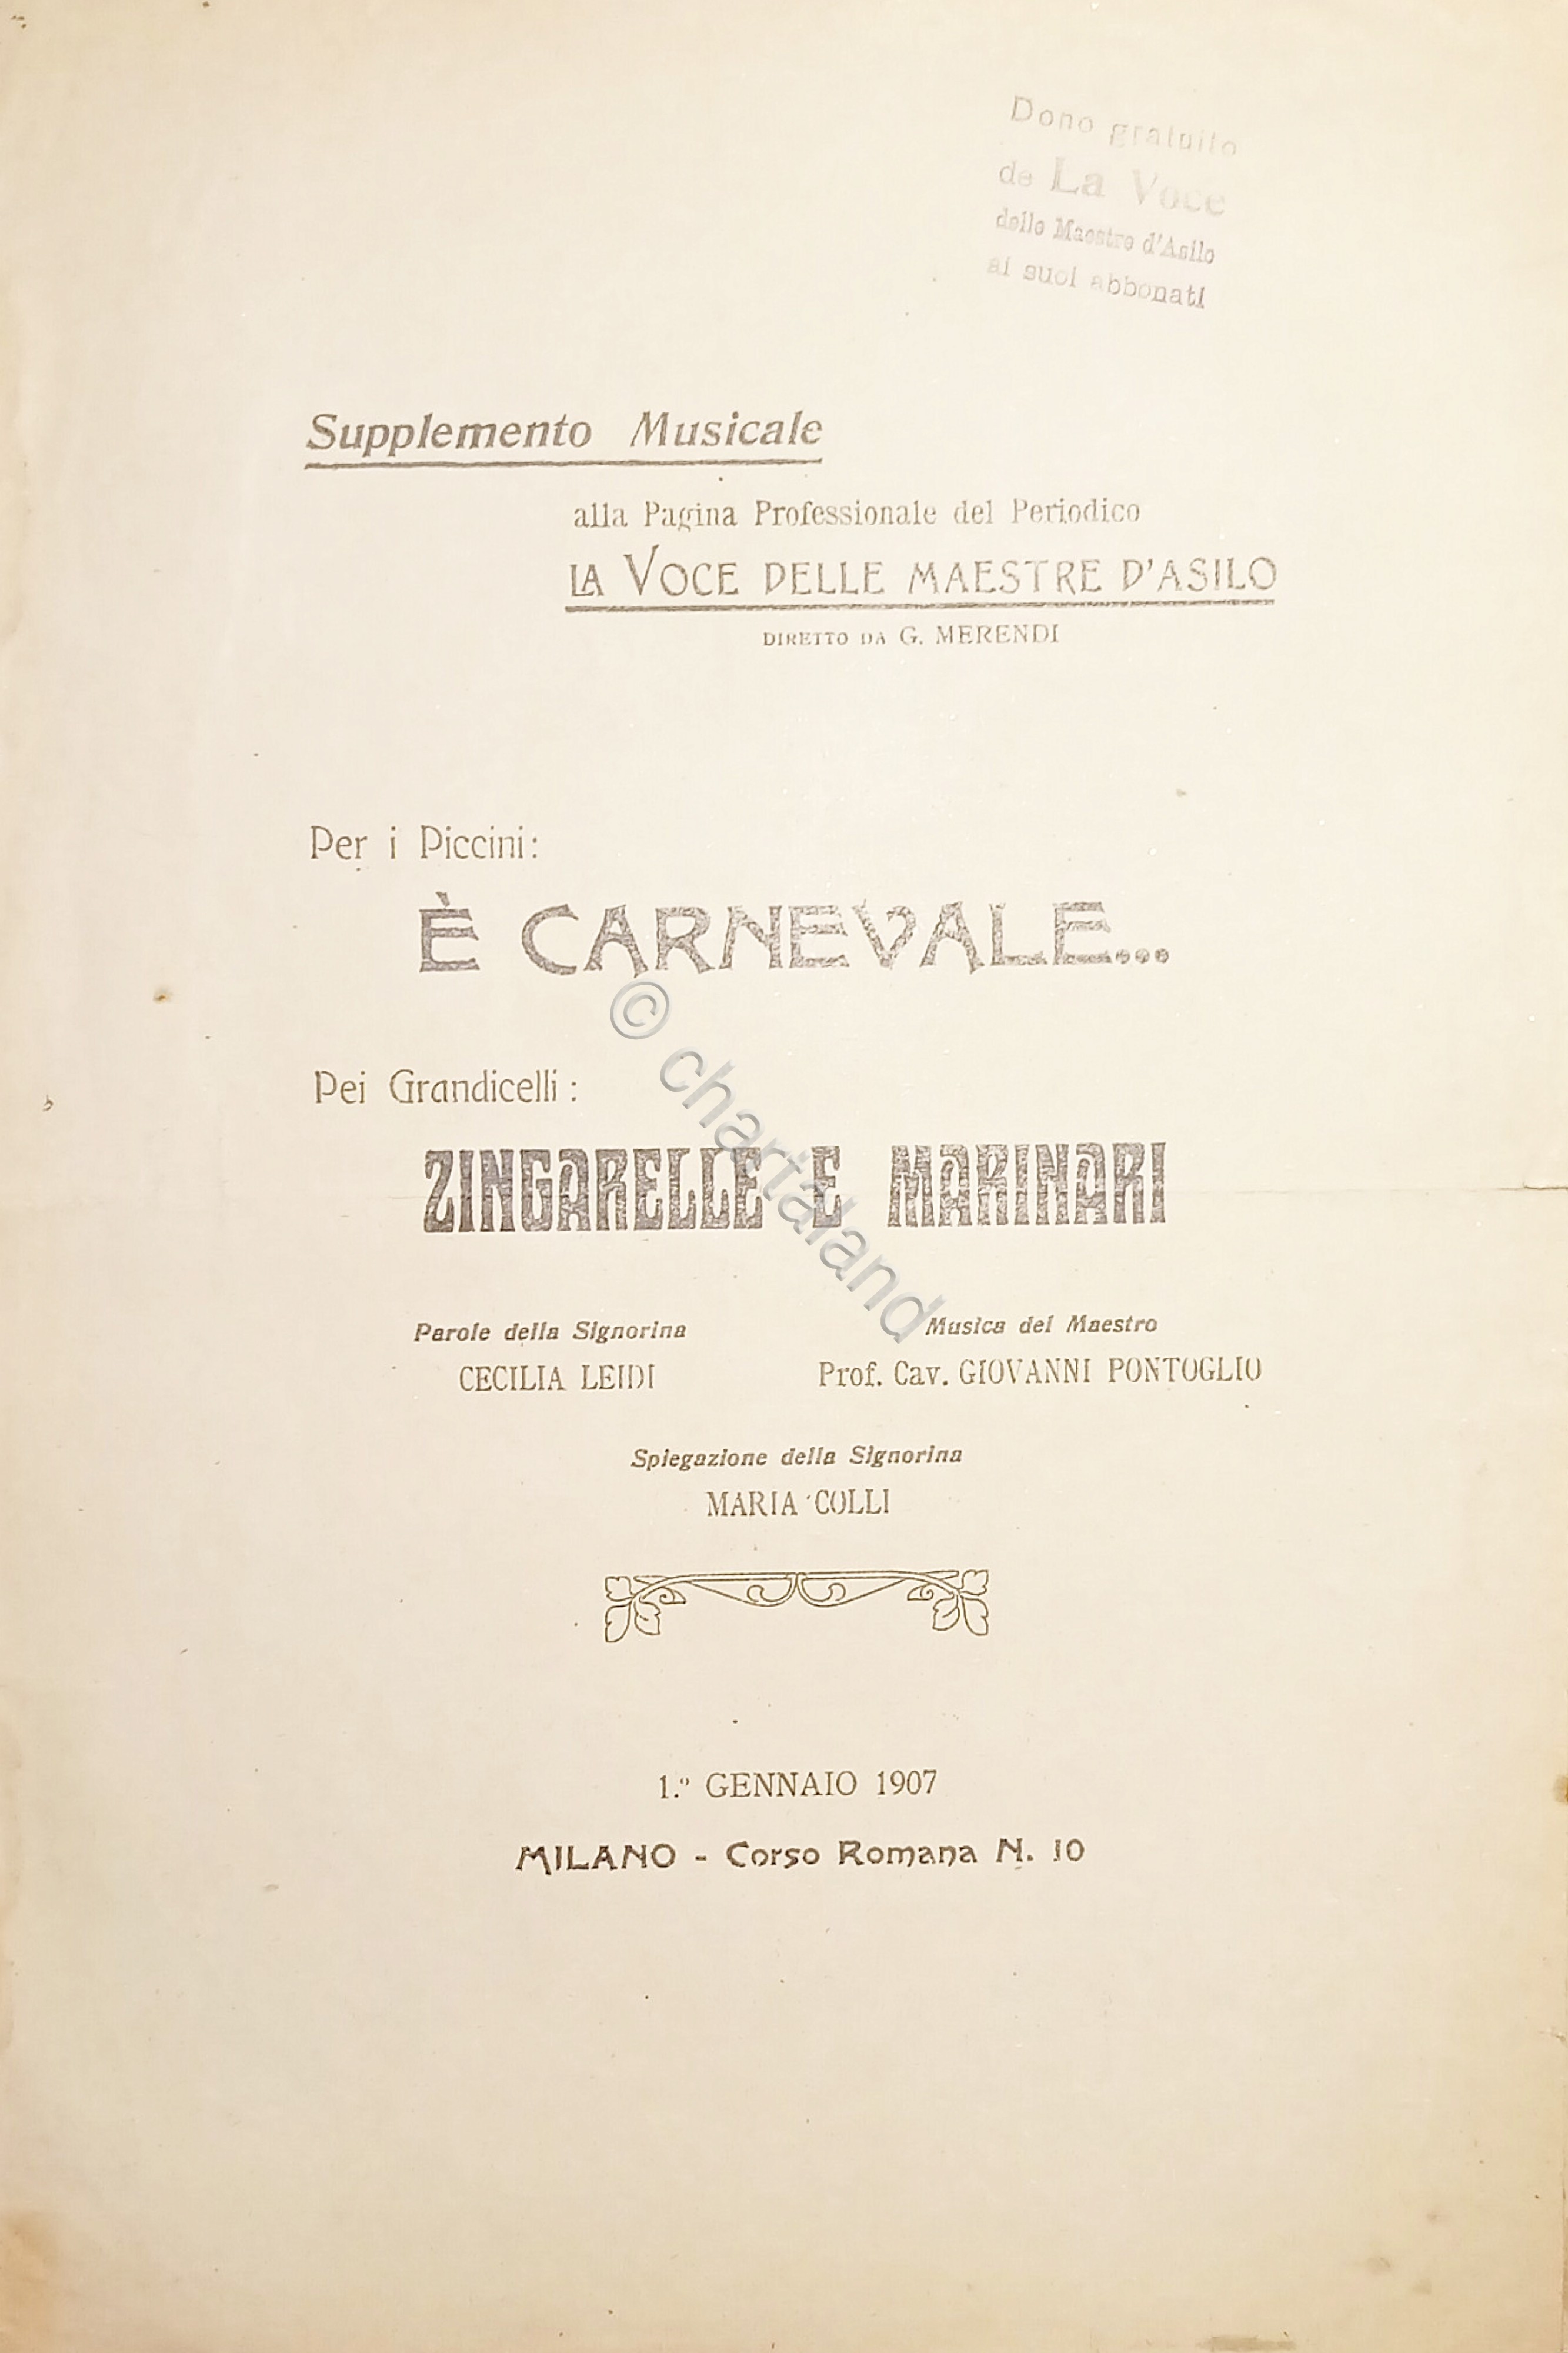 Dono gratuito
de La Voce
delle Maestre d'Asilo
ai suoi abbonati
Supplemento Musicale
alla Pagina Professionale del Periodico
LA VOCE DELLE MAESTRE D'ASILO
DIRETTO DA G. MERENDI
Per i Piccini:
È CARNEVALE...
Pei Grandicelli:
ZINGARELLE E MARINARI
Parole della Signorina
CECILIA LEIDI
Musica del Maestro
Prof. Cav. GIOVANNI PONTOGLIO
Spiegazione della Signorina
MARIA COLLI
1.º GENNAIO 1907
MILANO - Corso Romana N. 10
© chartaland